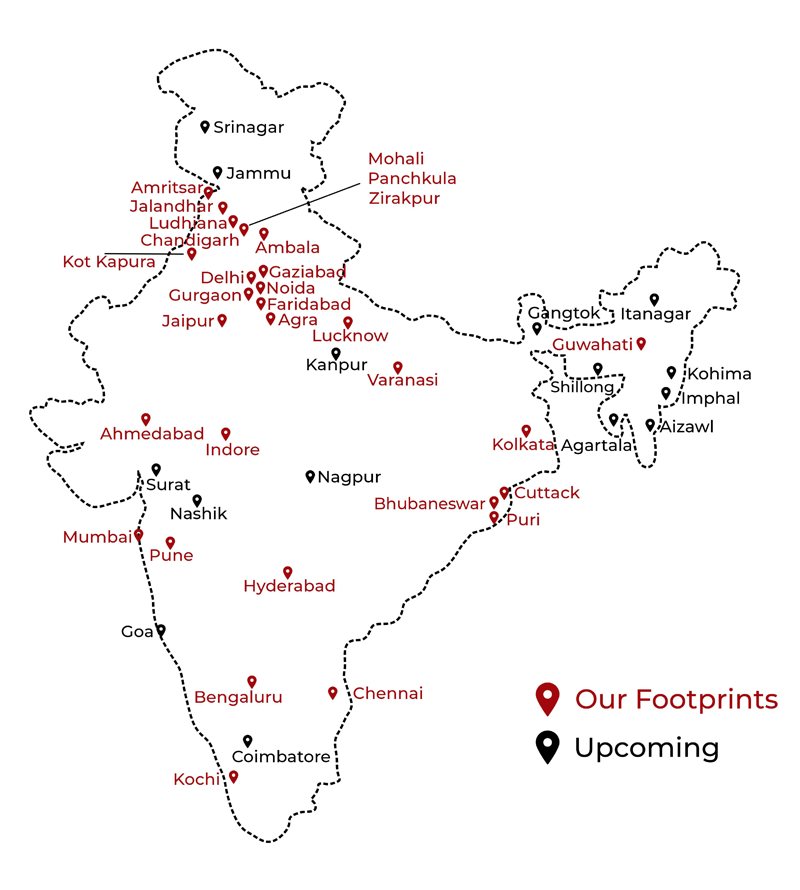 Srinagar
Jammu
Mohali
Panchkula
Zirakpur
Amritsar
Jalandhar
Ludhiana
Chandigarh
Ambala
Kot Kapura
Gaziabad
Delhi
Noida
Gurgaon
Faridabad
Jaipur
Agra
Lucknow
Kanpur
Varanasi
Gangtok
Itanagar
Guwahati
Shillong
Kohima
Imphal
Aizawl
Agartala
Kolkata
Ahmedabad
Indore
Surat
Nagpur
Nashik
Cuttack
Bhubaneswar
Puri
Mumbai
Pune
Hyderabad
Goa
Bengaluru
Chennai
Coimbatore
Kochi
Our Footprints
Upcoming